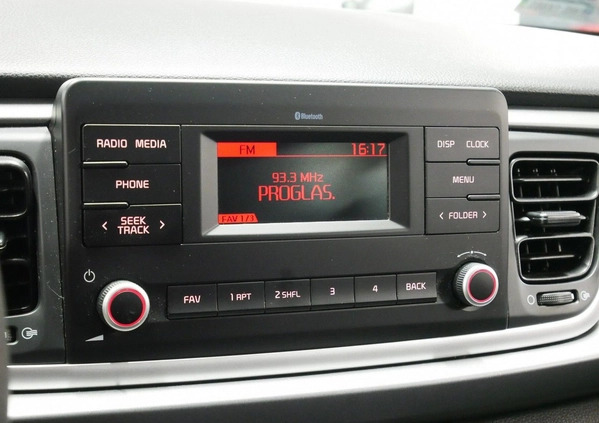 Bluetooth
RADIO MEDIA
PHONE
< SEEK >
TRACK
FM 16:17
93.3 MHz
PROGLAS.
FAV 1/3
DISP CLOCK
MENU
< FOLDER >
FAV
1 RPT
2 SHFL
3
4
BACK